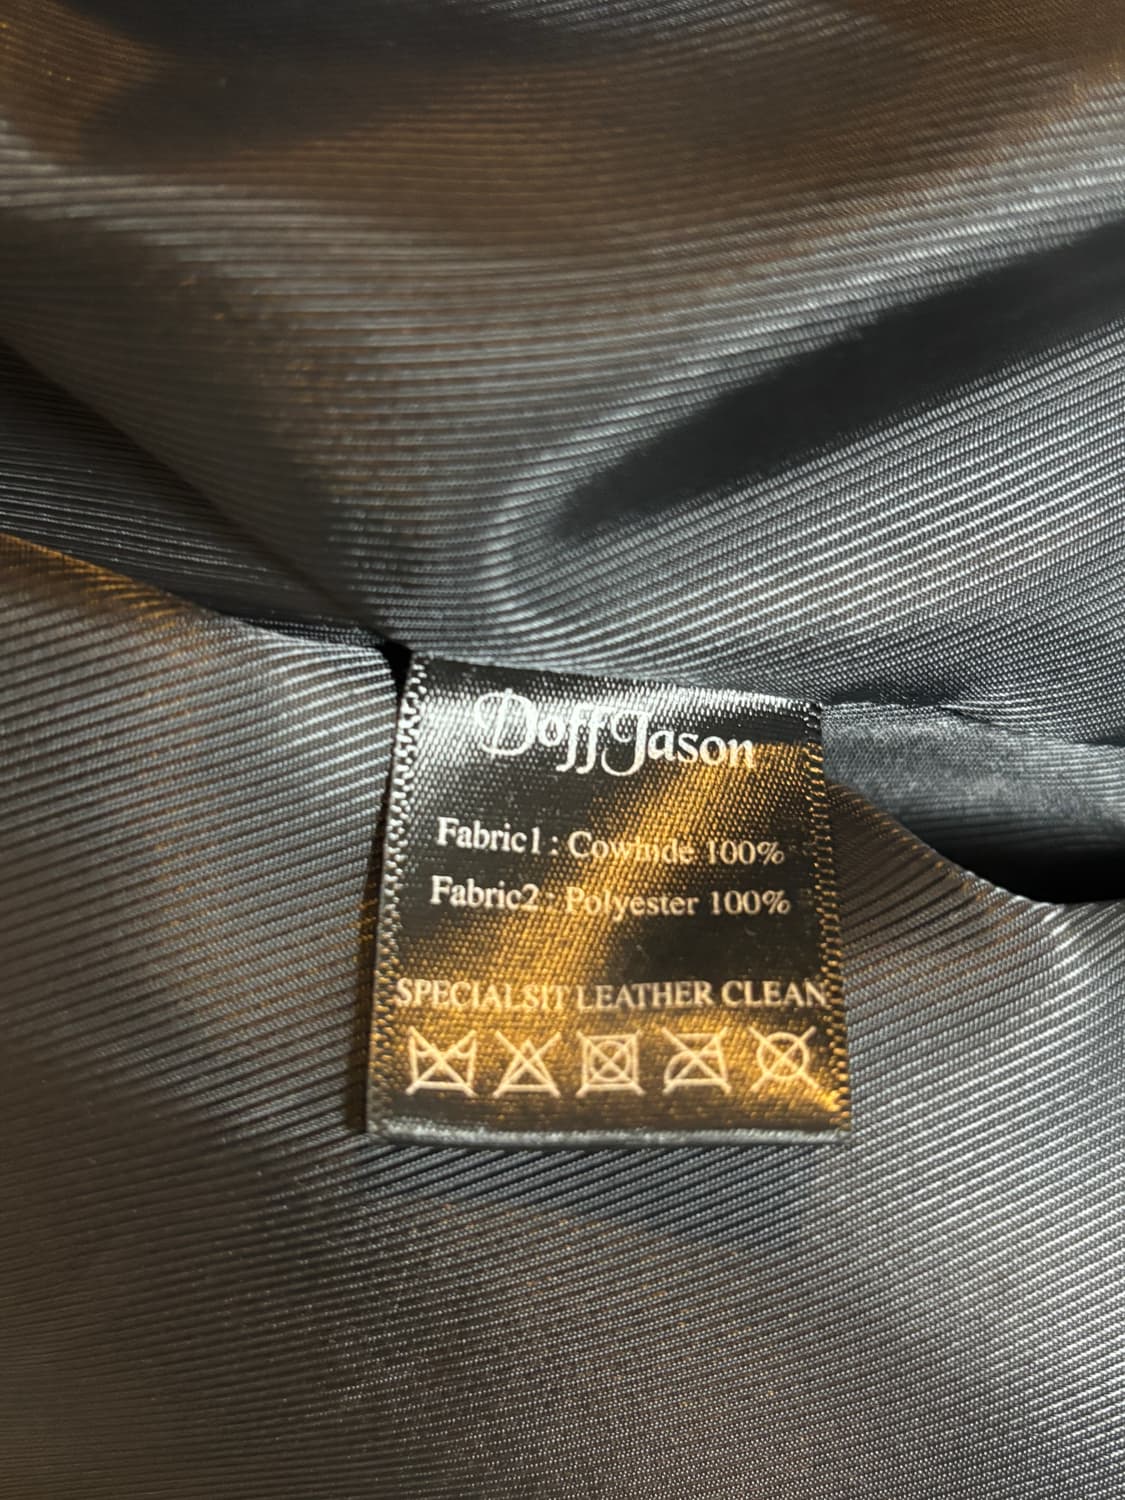 DoffJason
Fabric1 : Cowhide 100%
Fabric2 : Polyester 100%
SPECIALSIT LEATHER CLEAN